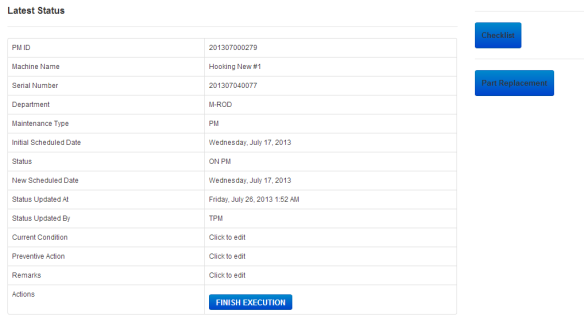 Latest Status
PM ID 201307000279
Machine Name Hooking New #1
Serial Number 201307040077
Department M-ROD
Maintenance Type PM
Initial Scheduled Date Wednesday, July 17, 2013
Status ON PM
New Scheduled Date Wednesday, July 17, 2013
Status Updated At Friday, July 26, 2013 1:52 AM
Status Updated By TPM
Current Condition Click to edit
Preventive Action Click to edit
Remarks Click to edit
Actions FINISH EXECUTION
Checklist
Part Replacement